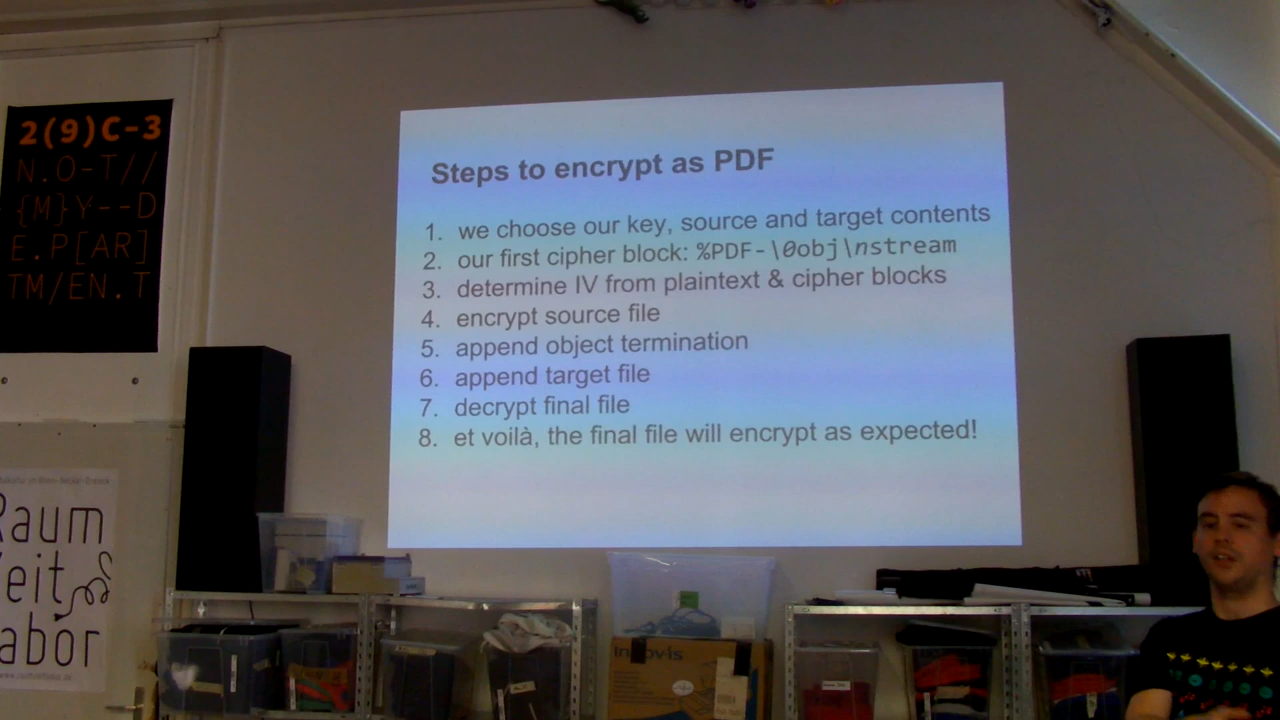 2(9)C-3
N.O-T//
{M}Y--D
E.P[AR]
TM/EN.T
Steps to encrypt as PDF
1. we choose our key, source and target contents
2. our first cipher block: %PDF-\0obj\nstream
3. determine IV from plaintext & cipher blocks
4. encrypt source file
5. append object termination
6. append target file
7. decrypt final file
8. et voilà, the final file will encrypt as expected!
Raum
Zeit
Labor